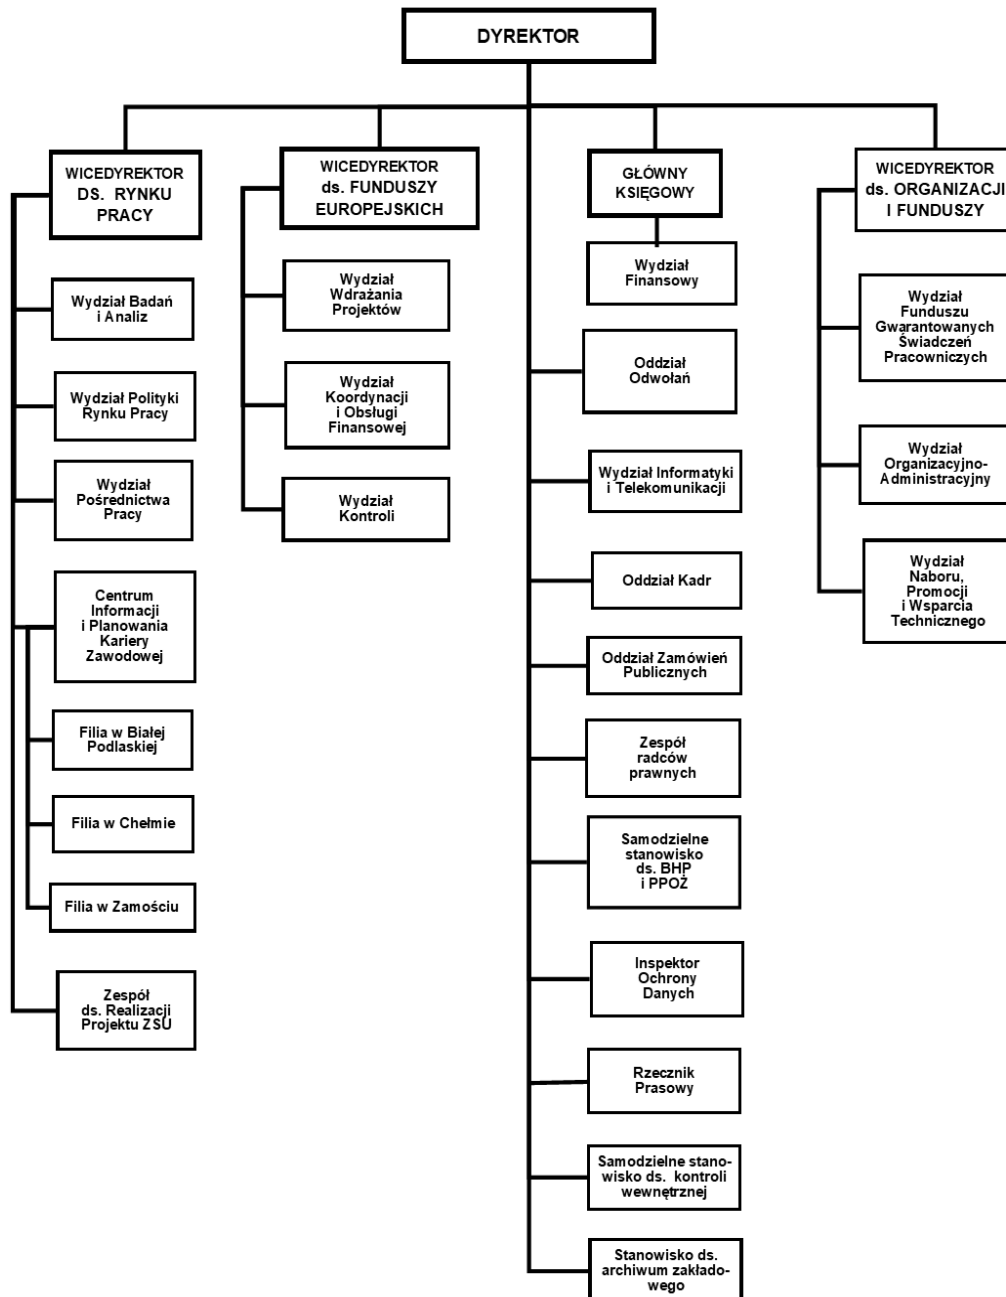 DYREKTOR
WICEDYREKTOR
DS. RYNKU
PRACY
Wydział Badań
i Analiz
Wydział Polityki
Rynku Pracy
Wydział
Pośrednictwa
Pracy
Centrum
Informacji
i Planowania
Kariery
Zawodowej
Filia w Białej
Podlaskiej
Filia w Chełmie
Filia w Zamościu
Zespół
ds. Realizacji
Projektu ZSU
WICEDYREKTOR
ds. FUNDUSZY
EUROPEJSKICH
Wydział
Wdrażania
Projektów
Wydział
Koordynacji
i Obsługi
Finansowej
Wydział
Kontroli
GŁÓWNY
KSIĘGOWY
Wydział
Finansowy
Oddział
Odwołań
Wydział Informatyki
i Telekomunikacji
Oddział Kadr
Oddział Zamówień
Publicznych
Zespół
radców
prawnych
Samodzielne
stanowisko
ds. BHP
i PPOŻ
Inspektor
Ochrony
Danych
Rzecznik
Prasowy
Samodzielne stano-
wisko ds. kontroli
wewnętrznej
Stanowisko ds.
archiwum zakłado-
wego
WICEDYREKTOR
ds. ORGANIZACJI
I FUNDUSZY
Wydział
Funduszu
Gwarantowanych
Świadczeń
Pracowniczych
Wydział
Organizacyjno-
Administracyjny
Wydział
Naboru,
Promocji
i Wsparcia
Technicznego